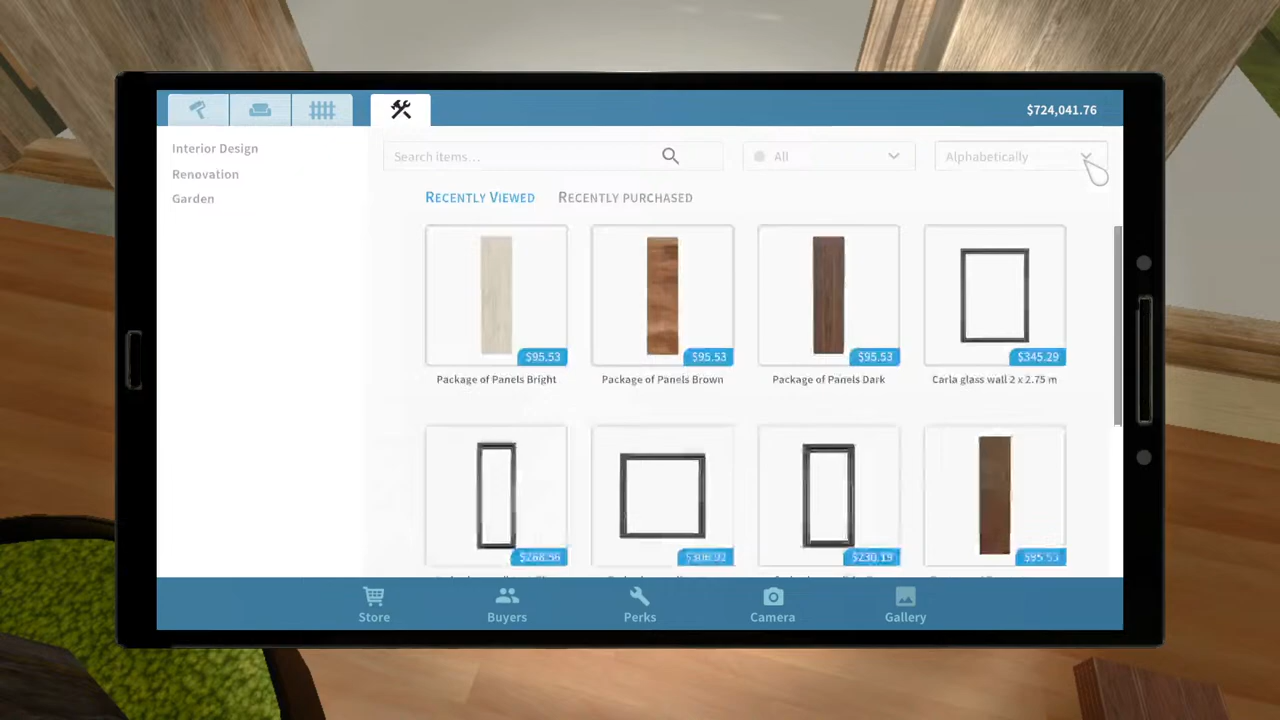 $724,041.76
Interior Design
Renovation
Garden
Search items...
All
Alphabetically
RECENTLY VIEWED RECENTLY PURCHASED
$95.53 $95.53 $95.53 $345.29
Package of Panels Bright Package of Panels Brown Package of Panels Dark Carla glass wall 2 x 2.75 m
$268.56 $306.92 $230.19 $95.53
Store Buyers Perks Camera Gallery